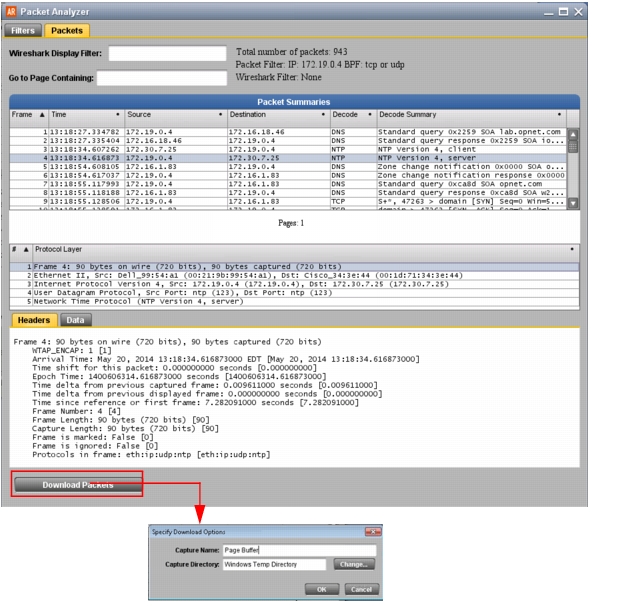 AR Packet Analyzer
Filters Packets
Wireshark Display Filter:
Total number of packets: 943
Packet Filter: IP: 172.19.0.4 BPF: tcp or udp
Go to Page Containing:
Wireshark Filter: None
Packet Summaries
Frame ▲ Time • Source • Destination • Decode • Decode Summary •
1 13:18:27.334782 172.19.0.4 172.16.18.46 DNS Standard query 0x2259 SOA lab.opnet.com
2 13:18:27.335404 172.16.18.46 172.19.0.4 DNS Standard query response 0x2259 SOA io...
3 13:18:34.607262 172.30.7.25 172.19.0.4 NTP NTP Version 4, client
4 13:18:34.616873 172.19.0.4 172.30.7.25 NTP NTP Version 4, server
5 13:18:54.608105 172.16.1.83 172.19.0.4 DNS Zone change notification 0x0000 SOA o...
6 13:18:54.617037 172.19.0.4 172.16.1.83 DNS Zone change notification response 0x0000
7 13:18:55.117993 172.19.0.4 172.16.1.83 DNS Standard query 0xca8d SOA opnet.com
8 13:18:55.118188 172.16.1.83 172.19.0.4 DNS Standard query response 0xca8d SOA w2...
9 13:18:55.128506 172.19.0.4 172.16.1.83 TCP S+*, 47263 > domain [SYN] Seq=0 Win=5...
Pages: 1
# ▲ Protocol Layer •
1 Frame 4: 90 bytes on wire (720 bits), 90 bytes captured (720 bits)
2 Ethernet II, Src: Dell_99:54:a1 (00:21:9b:99:54:a1), Dst: Cisco_34:3e:44 (00:1d:71:34:3e:44)
3 Internet Protocol Version 4, Src: 172.19.0.4 (172.19.0.4), Dst: 172.30.7.25 (172.30.7.25)
4 User Datagram Protocol, Src Port: ntp (123), Dst Port: ntp (123)
5 Network Time Protocol (NTP Version 4, server)
Headers Data
Frame 4: 90 bytes on wire (720 bits), 90 bytes captured (720 bits)
WTAP_ENCAP: 1 [1]
Arrival Time: May 20, 2014 13:18:34.616873000 EDT [May 20, 2014 13:18:34.616873000]
Time shift for this packet: 0.000000000 seconds [0.000000000]
Epoch Time: 1400606314.616873000 seconds [1400606314.616873000]
Time delta from previous captured frame: 0.009611000 seconds [0.009611000]
Time delta from previous displayed frame: 0.000000000 seconds [0.000000000]
Time since reference or first frame: 7.282091000 seconds [7.282091000]
Frame Number: 4 [4]
Frame Length: 90 bytes (720 bits) [90]
Capture Length: 90 bytes (720 bits) [90]
Frame is marked: False [0]
Frame is ignored: False [0]
Protocols in frame: eth:ip:udp:ntp [eth:ip:udp:ntp]
Download Packets
Specify Download Options
Capture Name: Page Buffer
Capture Directory: Windows Temp Directory Change...
OK Cancel